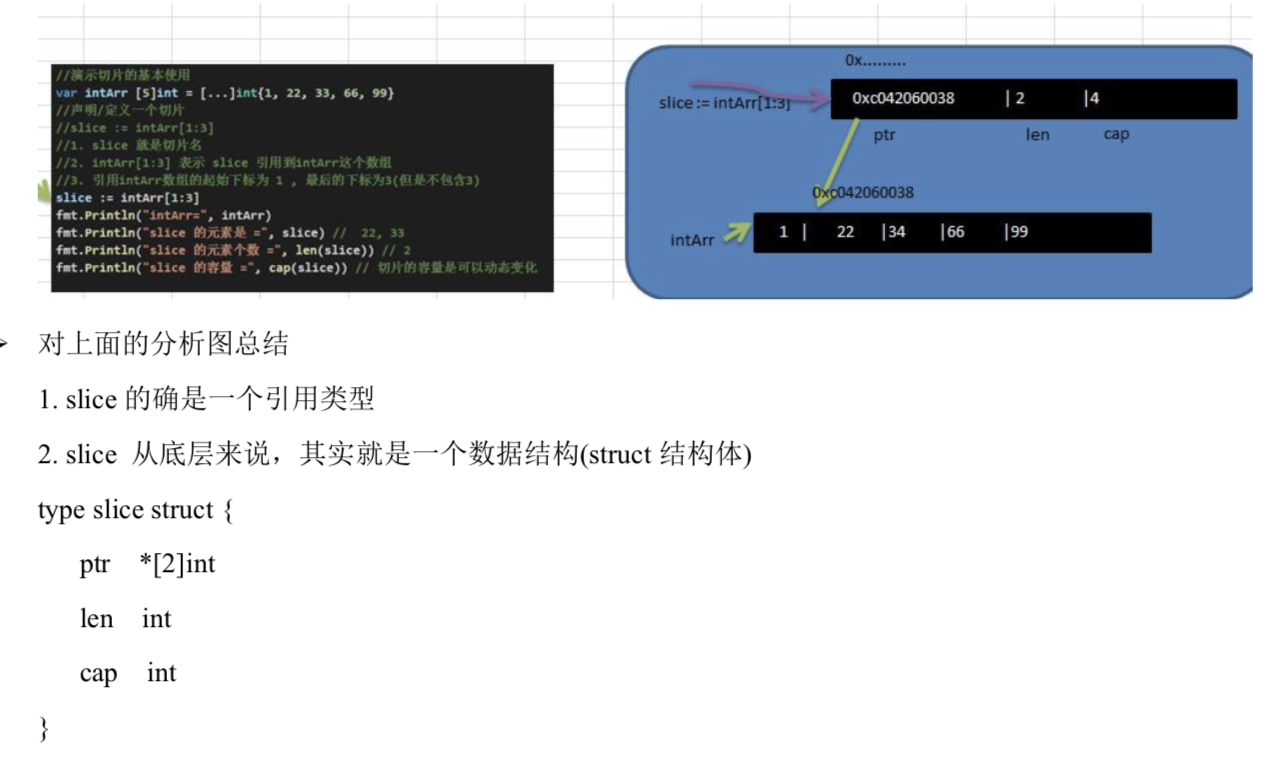 //演示切片的基本使用
var intArr [5]int = [...]int{1, 22, 33, 66, 99}
//声明/定义一个切片
//slice := intArr[1:3]
//1. slice 就是切片名
//2. intArr[1:3] 表示 slice 引用到intArr这个数组
//3. 引用intArr数组的起始下标为 1 , 最后的下标为3(但是不包含3)
slice := intArr[1:3]
fmt.Println("intArr=", intArr)
fmt.Println("slice 的元素是 =", slice) //  22, 33
fmt.Println("slice 的元素个数 =", len(slice)) // 2
fmt.Println("slice 的容量 =", cap(slice)) // 切片的容量是可以动态变化
0x.........
slice := intArr[1:3]
0xc042060038 | 2 |4
ptr len cap
0xc042060038
intArr
1 | 22 |34 |66 |99
对上面的分析图总结
1. slice 的确是一个引用类型
2. slice 从底层来说，其实就是一个数据结构(struct 结构体)
type slice struct {
ptr *[2]int
len int
cap int
}